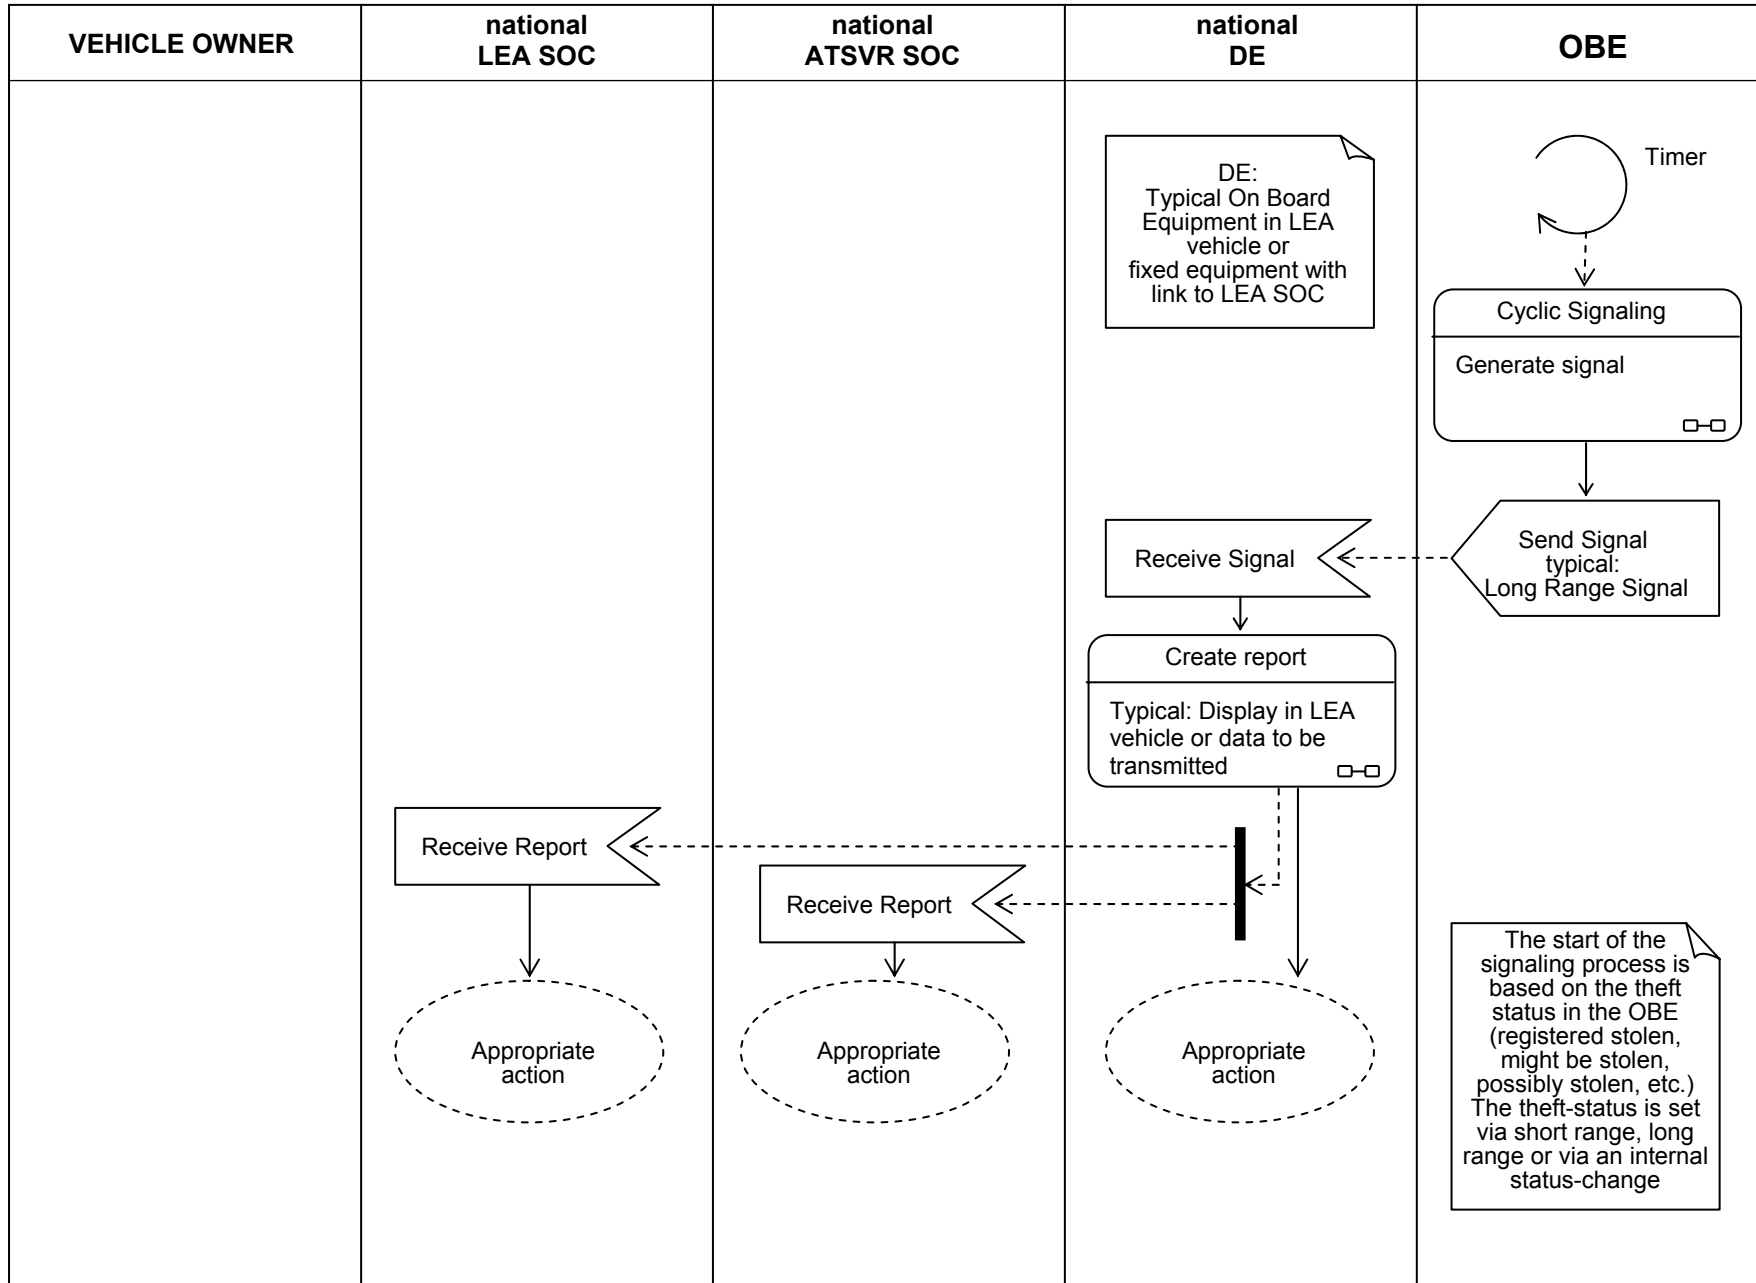 VEHICLE OWNER
national
LEA SOC
national
ATSVR SOC
national
DE
OBE
DE:
Typical On Board
Equipment in LEA
vehicle or
fixed equipment with
link to LEA SOC
Timer
Cyclic Signaling
Generate signal
Receive Signal
Send Signal
typical:
Long Range Signal
Create report
Typical: Display in LEA
vehicle or data to be
transmitted
Receive Report
Receive Report
Appropriate
action
Appropriate
action
Appropriate
action
The start of the
signaling process is
based on the theft
status in the OBE
(registered stolen,
might be stolen,
possibly stolen, etc.)
The theft-status is set
via short range, long
range or via an internal
status-change